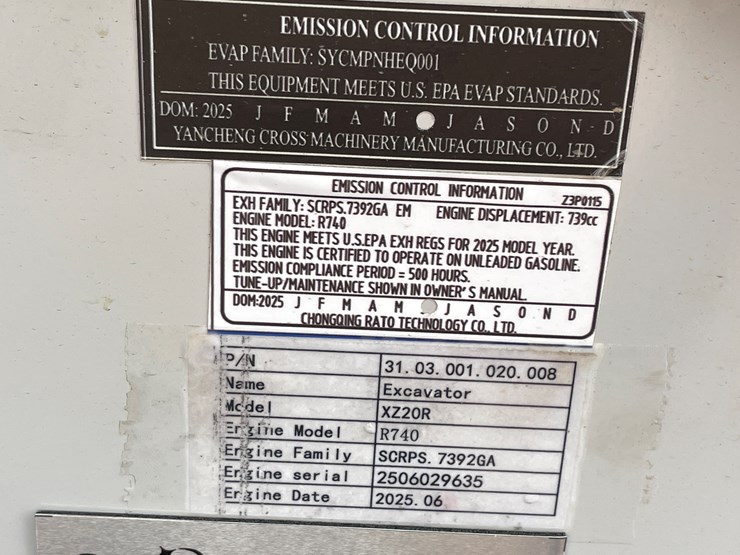 EMISSION CONTROL INFORMATION
EVAP FAMILY: SYCMPNHEQ001
THIS EQUIPMENT MEETS U.S. EPA EVAP STANDARDS.
DOM: 2025 J F M A M J A S O N D
YANCHENG CROSS MACHINERY MANUFACTURING CO., LTD.
EMISSION CONTROL INFORMATION Z3P0115
EXH FAMILY: SCRPS.7392GA EM ENGINE DISPLACEMENT: 739cc
ENGINE MODEL: R740
THIS ENGINE MEETS U.S.EPA EXH REGS FOR 2025 MODEL YEAR.
THIS ENGINE IS CERTIFIED TO OPERATE ON UNLEADED GASOLINE.
EMISSION COMPLIANCE PERIOD = 500 HOURS.
TUNE-UP/MAINTENANCE SHOWN IN OWNER'S MANUAL.
DOM:2025 J F M A M J A S O N D
CHONGQING RATO TECHNOLOGY CO., LTD.
P/N 31.03.001.020.008
Name Excavator
Model XZ20R
Engine Model R740
Engine Family SCRPS.7392GA
Engine serial 2506029635
Engine Date 2025.06